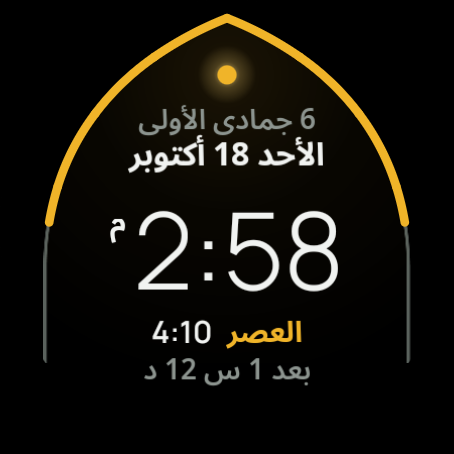 6 جمادى الأولى
الأحد 18 أكتوبر
2:58 م
العصر 4:10
بعد 1 س 12 د